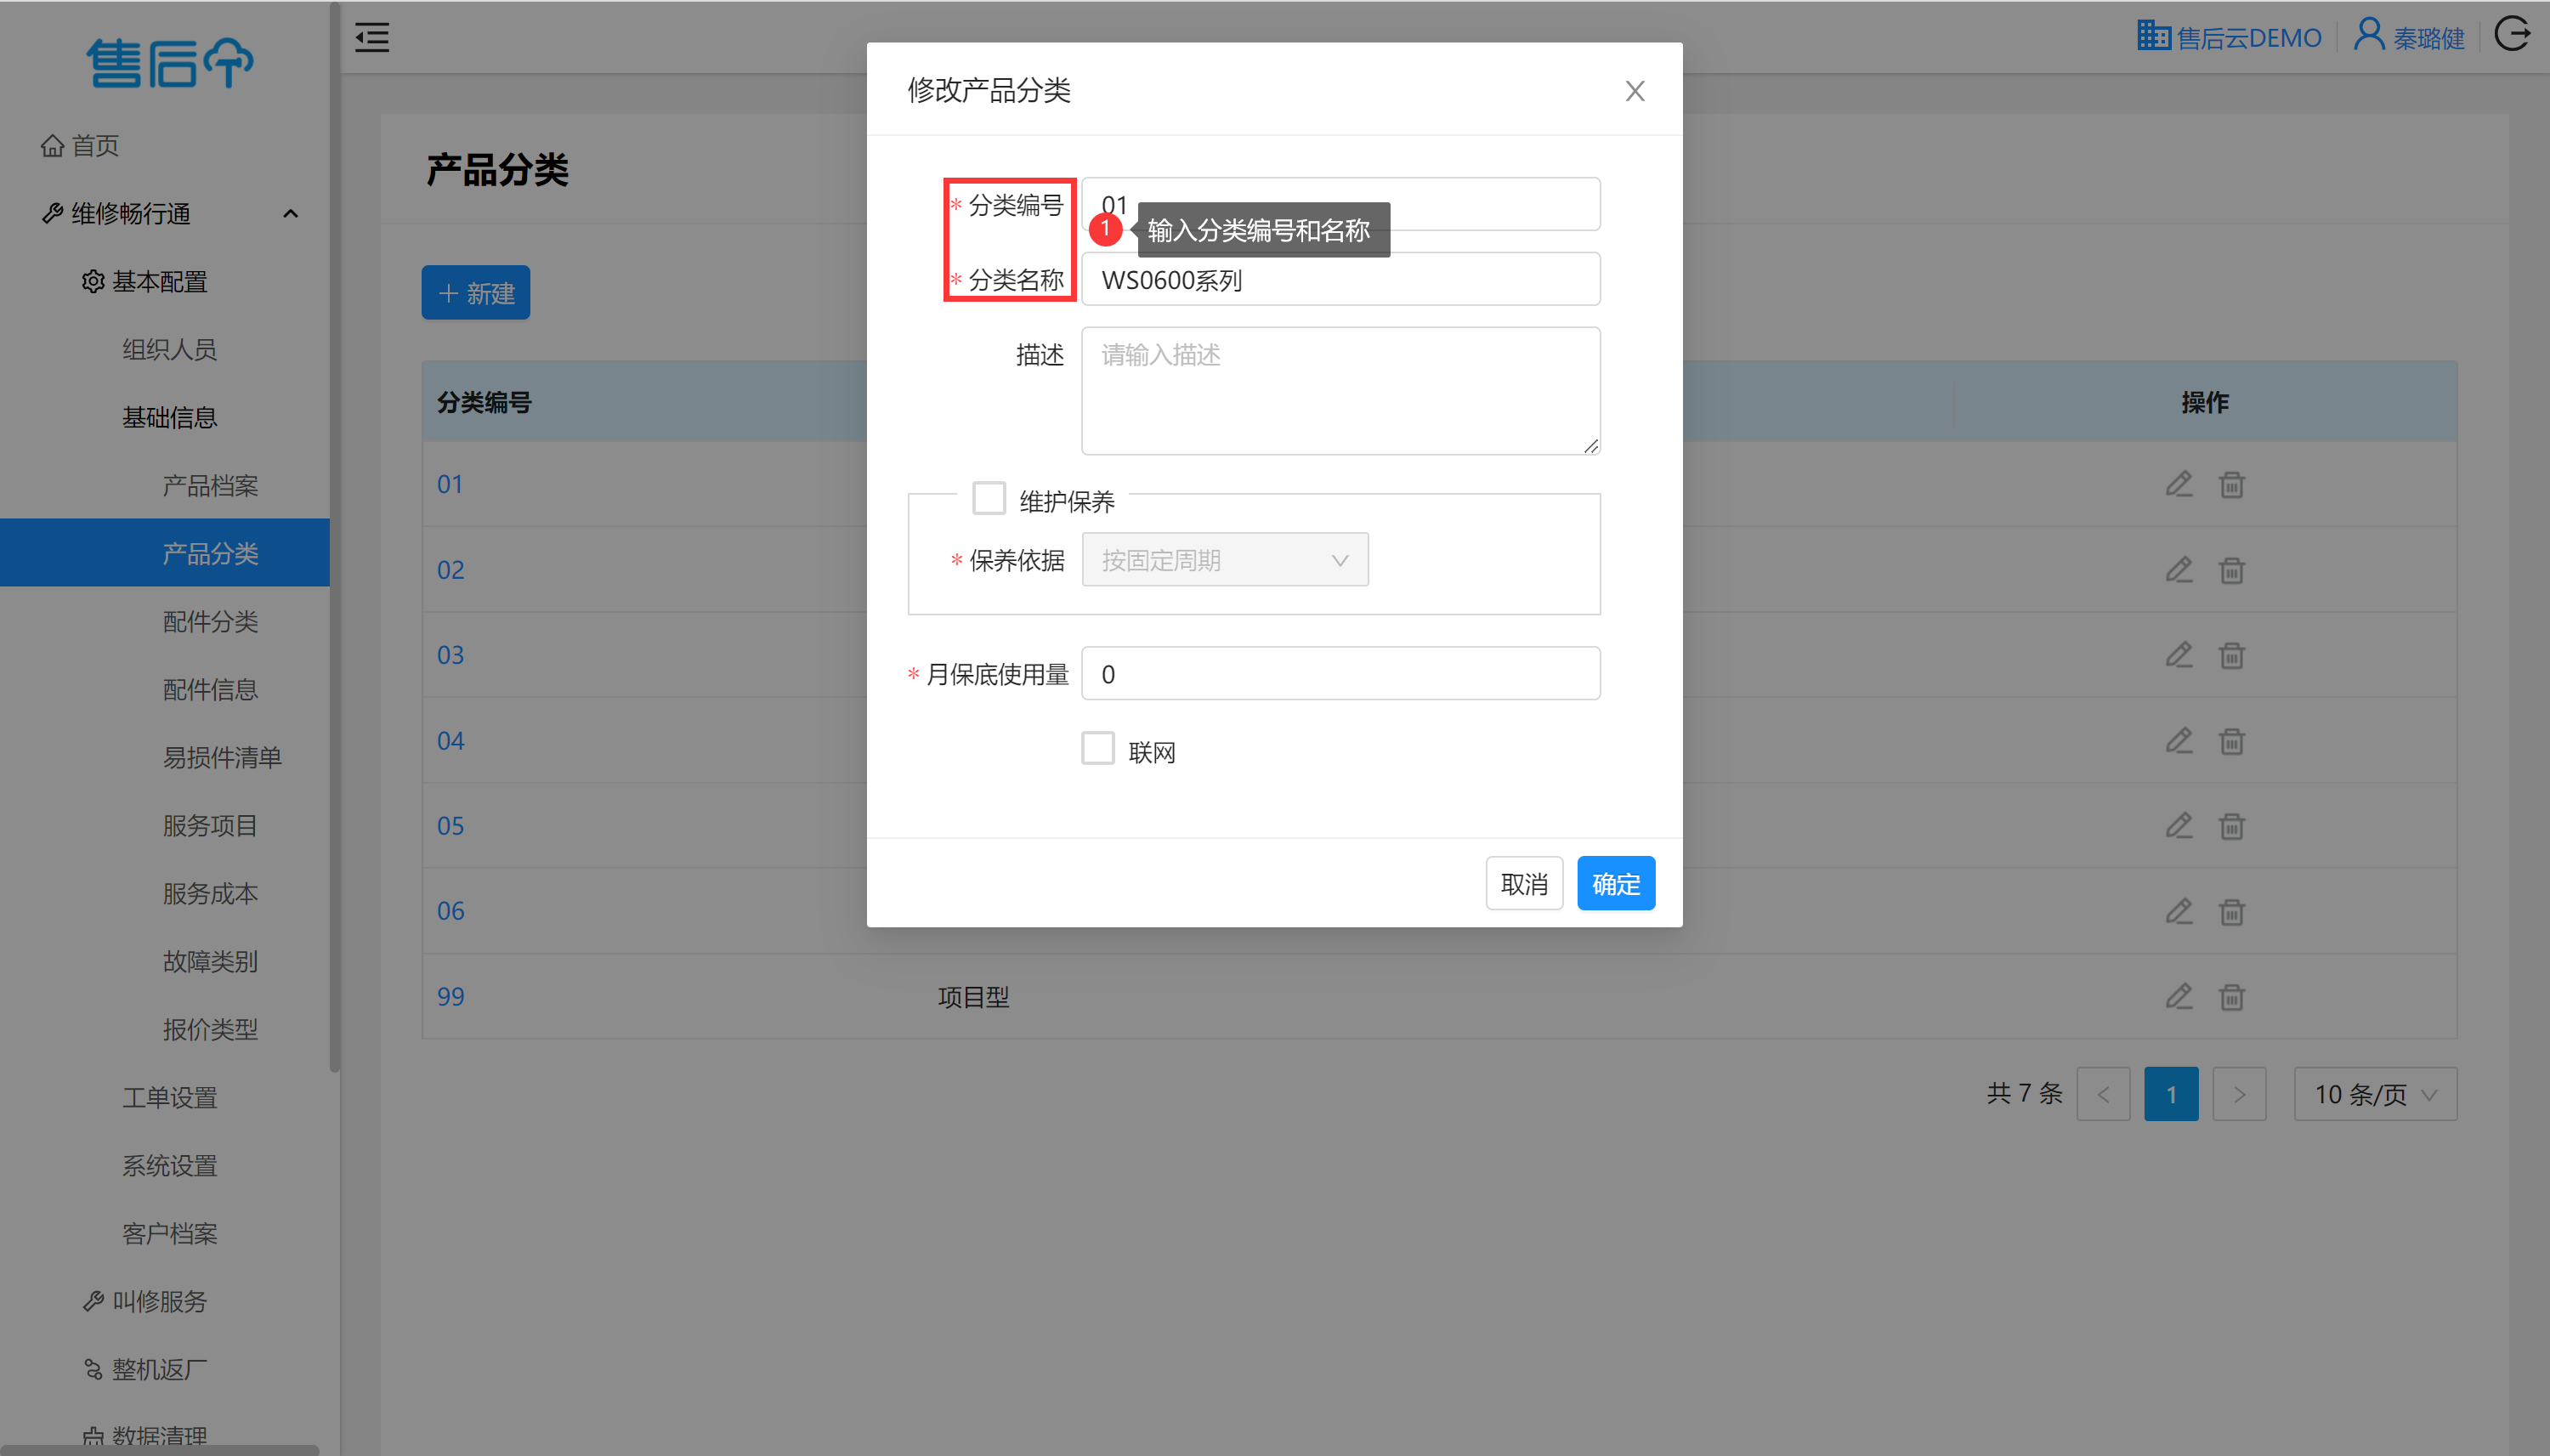 售后
售后云DEMO
秦璐健
首页
维修畅行通
基本配置
组织人员
基础信息
产品档案
产品分类
配件分类
配件信息
易损件清单
服务项目
服务成本
故障类别
报价类型
工单设置
系统设置
客户档案
叫修服务
整机返厂
数据清理
产品分类
+ 新建
分类编号
操作
01
02
03
04
05
06
99
项目型
共 7 条
<
1
>
10 条/页
修改产品分类
X
* 分类编号
01
1
输入分类编号和名称
* 分类名称
WS0600系列
描述
请输入描述
维护保养
* 保养依据
按固定周期
* 月保底使用量
0
联网
取消
确定